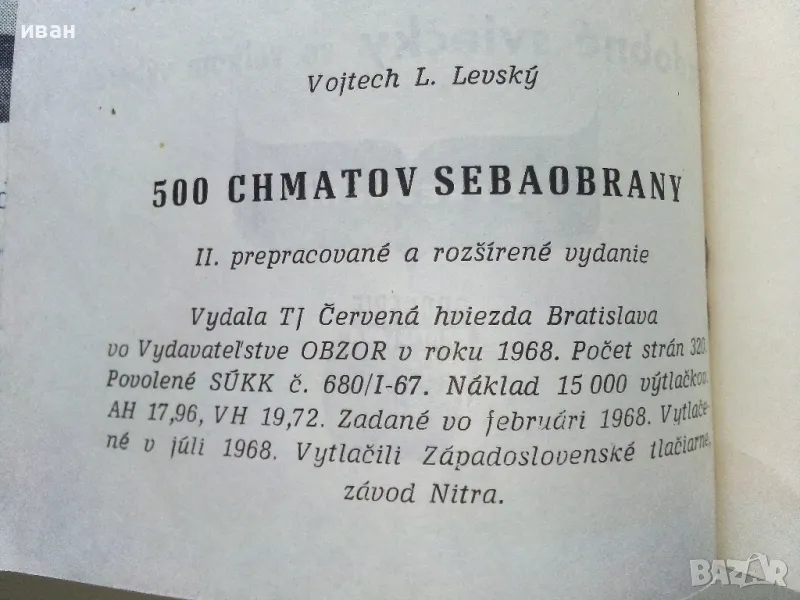 иван
Vojtech L. Levský
500 CHMATOV SEBAOBRANY
II. prepracované a rozšírené vydanie
Vydala TJ Červená hviezda Bratislava
vo Vydavateľstve OBZOR v roku 1968. Počet strán 320.
Povolené SÚKK č. 680/I-67. Náklad 15 000 výtlačkov.
AH 17,96, VH 19,72. Zadané vo februári 1968. Vytlače-
né v júli 1968. Vytlačili Západoslovenské tlačiarne,
závod Nitra.
BAZAR